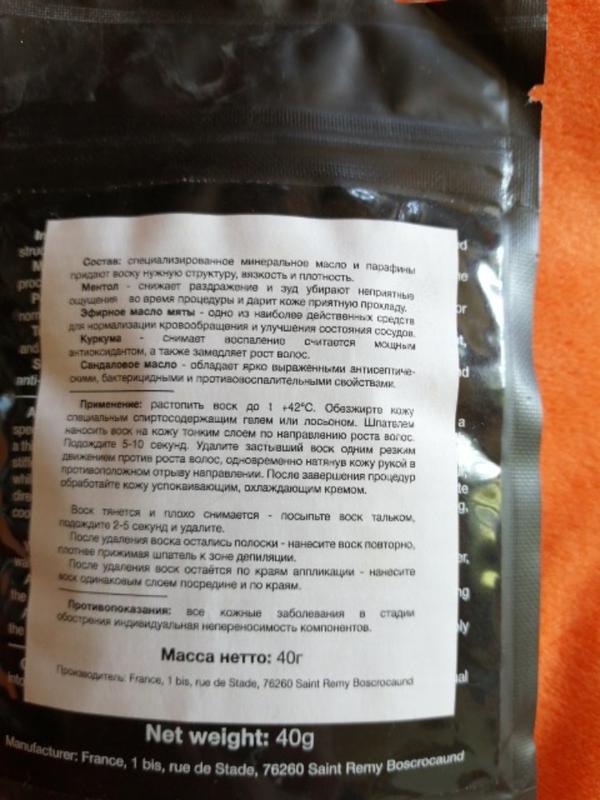 Состав: специализированное минеральное масло и парафины
придают воску нужную структуру, вязкость и плотность.
Ментол - снижает раздражение и зуд убирают неприятные
ощущения во время процедуры и дарит коже приятную прохладу.
Эфирное масло мяты - одно из наиболее действенных средств
для нормализации кровообращения и улучшения состояния сосудов.
Куркума - снимает воспаление считается мощным
антиоксидантом, а также замедляет рост волос.
Сандаловое масло - обладает ярко выраженными антисептиче-
скими, бактерицидными и противовоспалительными свойствами.
Применение: растопить воск до t +42°C. Обезжирте кожу
специальным спиртосодержащим гелем или лосьоном. Шпателем
наносить воск на кожу тонким слоем по направлению роста волос.
Подождите 5-10 секунд. Удалите застывший воск одним резким
движением против роста волос, одновременно натянув кожу рукой в
противоположном отрыву направлении. После завершения процедур
обработайте кожу успокаивающим, охлаждающим кремом.
Воск тянется и плохо снимается - посыпьте воск тальком,
подождите 2-5 секунд и удалите.
После удаления воска остались полоски - нанесите воск повторно,
плотнее прижимая шпатель к зоне депиляции.
После удаления воск остаётся по краям аппликации - нанесите
воск одинаковым слоем посредине и по краям.
Противопоказания: все кожные заболевания в стадии
обострения индивидуальная непереносимость компонентов.
Масса нетто: 40г
Производитель: France, 1 bis, rue de Stade, 76260 Saint Remy Boscrocaund
Net weight: 40g
Manufacturer: France, 1 bis, rue de Stade, 76260 Saint Remy Boscrocaund